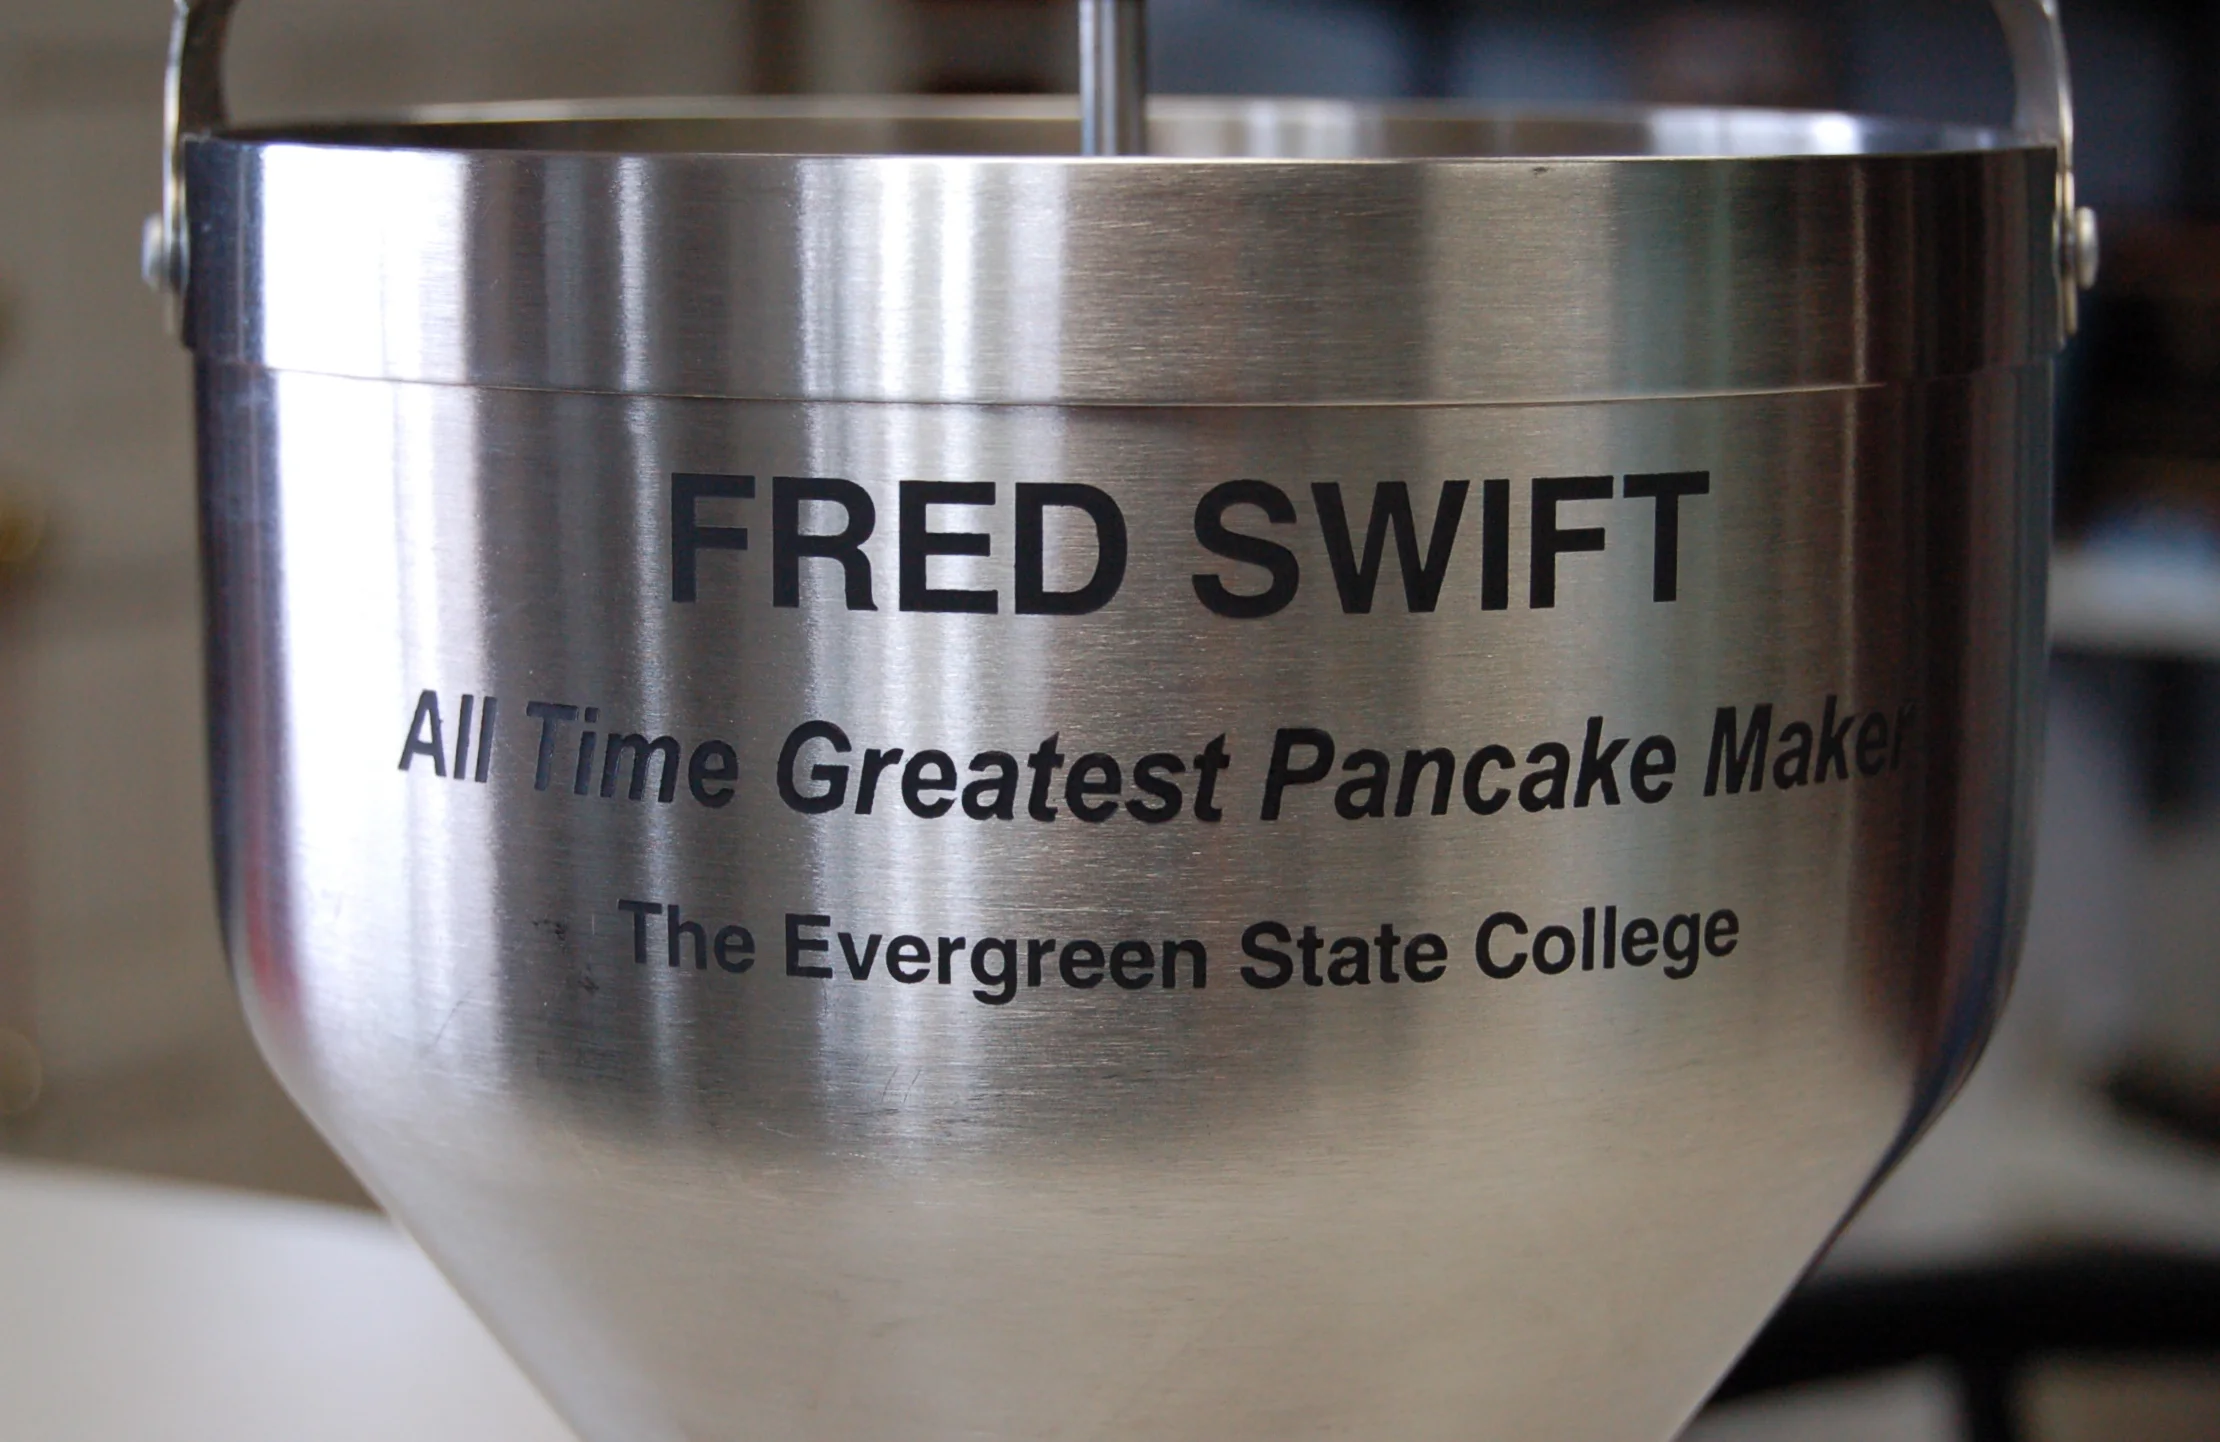 FRED SWIFT
All Time Greatest Pancake Maker
The Evergreen State College